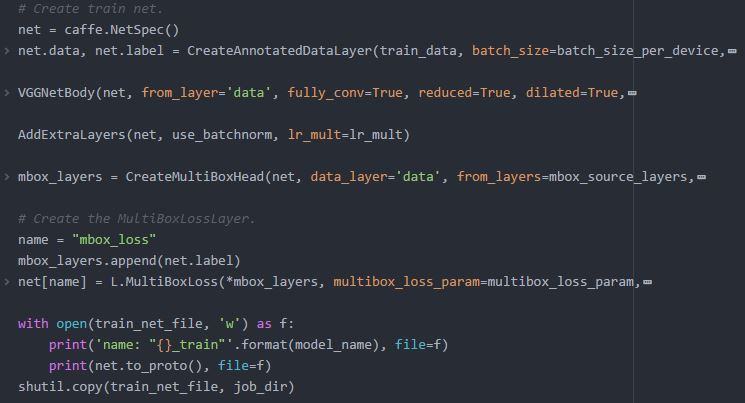 # Create train net.
net = caffe.NetSpec()
net.data, net.label = CreateAnnotatedDataLayer(train_data, batch_size=batch_size_per_device,…
VGGNetBody(net, from_layer='data', fully_conv=True, reduced=True, dilated=True,…
AddExtraLayers(net, use_batchnorm, lr_mult=lr_mult)
mbox_layers = CreateMultiBoxHead(net, data_layer='data', from_layers=mbox_source_layers,…
# Create the MultiBoxLossLayer.
name = "mbox_loss"
mbox_layers.append(net.label)
net[name] = L.MultiBoxLoss(*mbox_layers, multibox_loss_param=multibox_loss_param,…
with open(train_net_file, 'w') as f:
    print('name: "{}_train"'.format(model_name), file=f)
    print(net.to_proto(), file=f)
shutil.copy(train_net_file, job_dir)